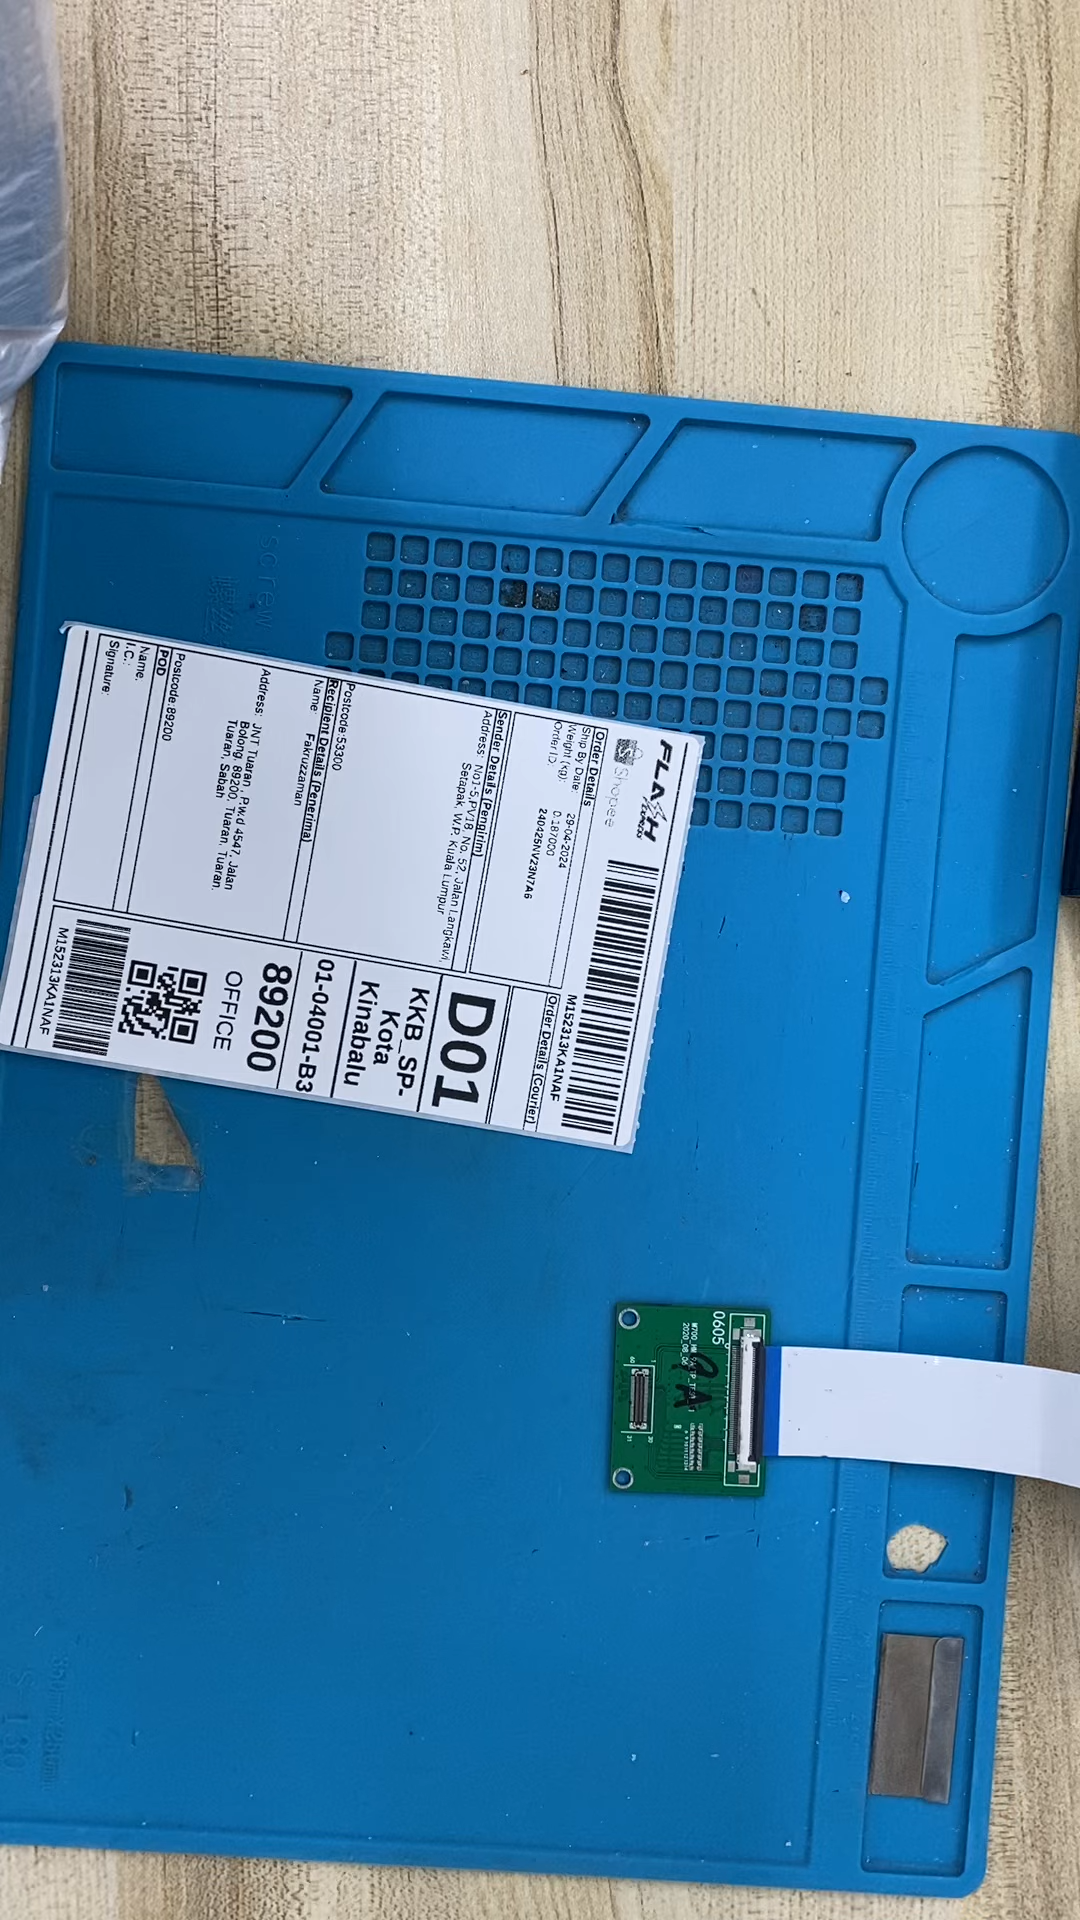 FLASH
EXPRESS
Shopee
M152313KA1NAF
Order Details
Ship By Date: 29-04-2024
Weight (kg): 0.187000
Order ID: 240425NV23N7A6
Order Details (Courier)
Sender Details (Pengirim)
Address: No1-5,PV18, No. 52, Jalan Langkawi,
Setapak, W.P. Kuala Lumpur
Postcode:53300
D01
KKB_SP-
Kota
Kinabalu
Recipient Details (Penerima)
Name: Fakruzzaman
Address: JNT Tuaran , P.w.d 4547, Jalan
Bolong, 89200, Tuaran, Tuaran,
Tuaran, Sabah
Postcode:89200
01-04001-B3
89200
OFFICE
POD
Name:
I.C.:
Signature:
M152313KA1NAF
screw
0605
QA